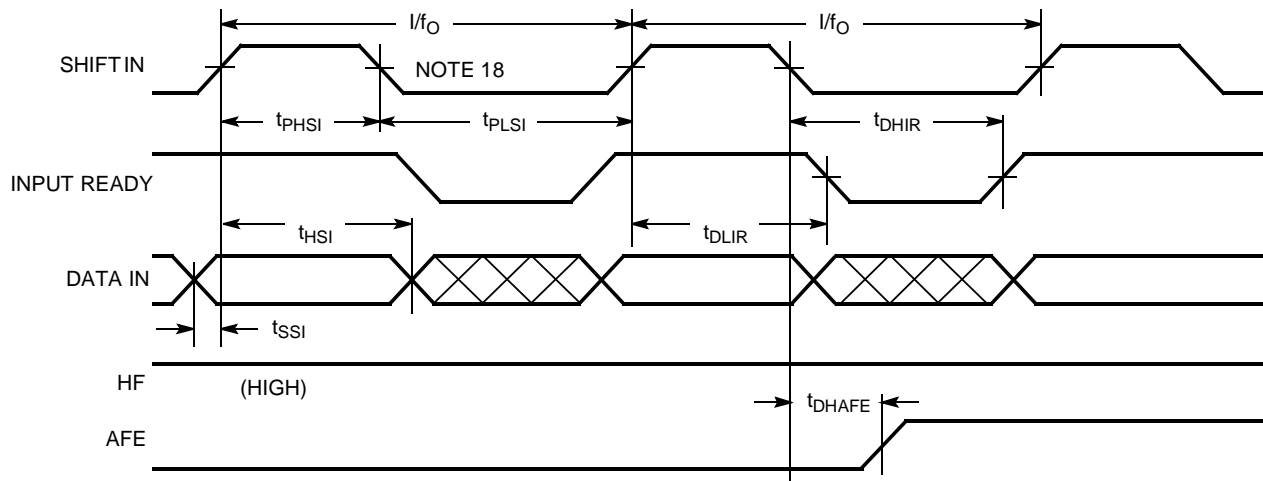 I/fO I/fO
SHIFT IN NOTE 18
tPHSI tPLSI tDHIR
INPUT READY
tHSI tDLIR
DATA IN
tSSI
HF (HIGH)
tDHAFE
AFE